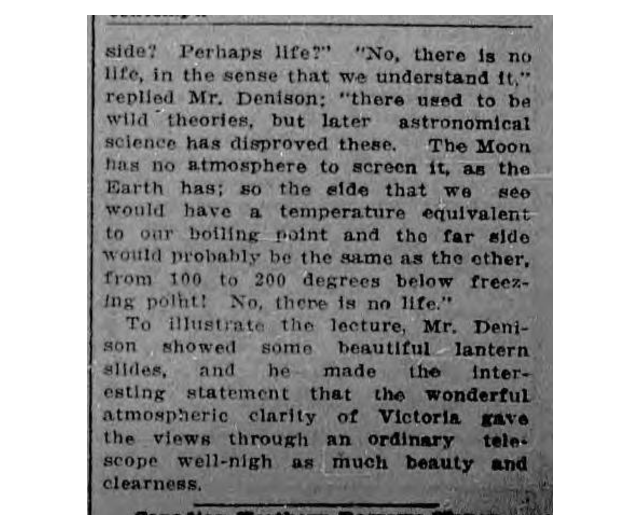 side? Perhaps life?" "No, there is no
life, in the sense that we understand it,"
replied Mr. Denison; "there used to be
wild theories, but later astronomical
science has disproved these. The Moon
has no atmosphere to screen it, as the
Earth has; so the side that we see
would have a temperature equivalent
to our boiling point and the far side
would probably be the same as the other,
from 100 to 200 degrees below freez-
ing point! No, there is no life."
To illustrate the lecture, Mr. Deni-
son showed some beautiful lantern
slides, and he made the inter-
esting statement that the wonderful
atmospheric clarity of Victoria gave
the views through an ordinary tele-
scope well-nigh as much beauty and
clearness.